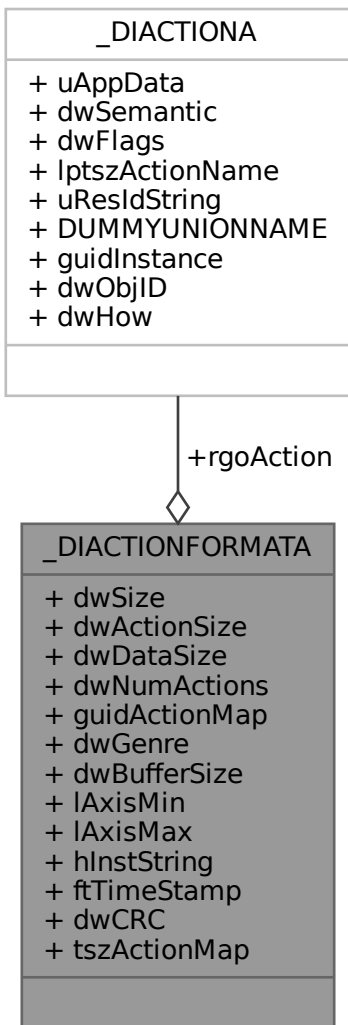 _DIACTIONA
+ uAppData
+ dwSemantic
+ dwFlags
+ lptszActionName
+ uResIdString
+ DUMMYUNIONNAME
+ guidInstance
+ dwObjID
+ dwHow
+rgoAction
_DIACTIONFORMATA
+ dwSize
+ dwActionSize
+ dwDataSize
+ dwNumActions
+ guidActionMap
+ dwGenre
+ dwBufferSize
+ lAxisMin
+ lAxisMax
+ hInstString
+ ftTimeStamp
+ dwCRC
+ tszActionMap